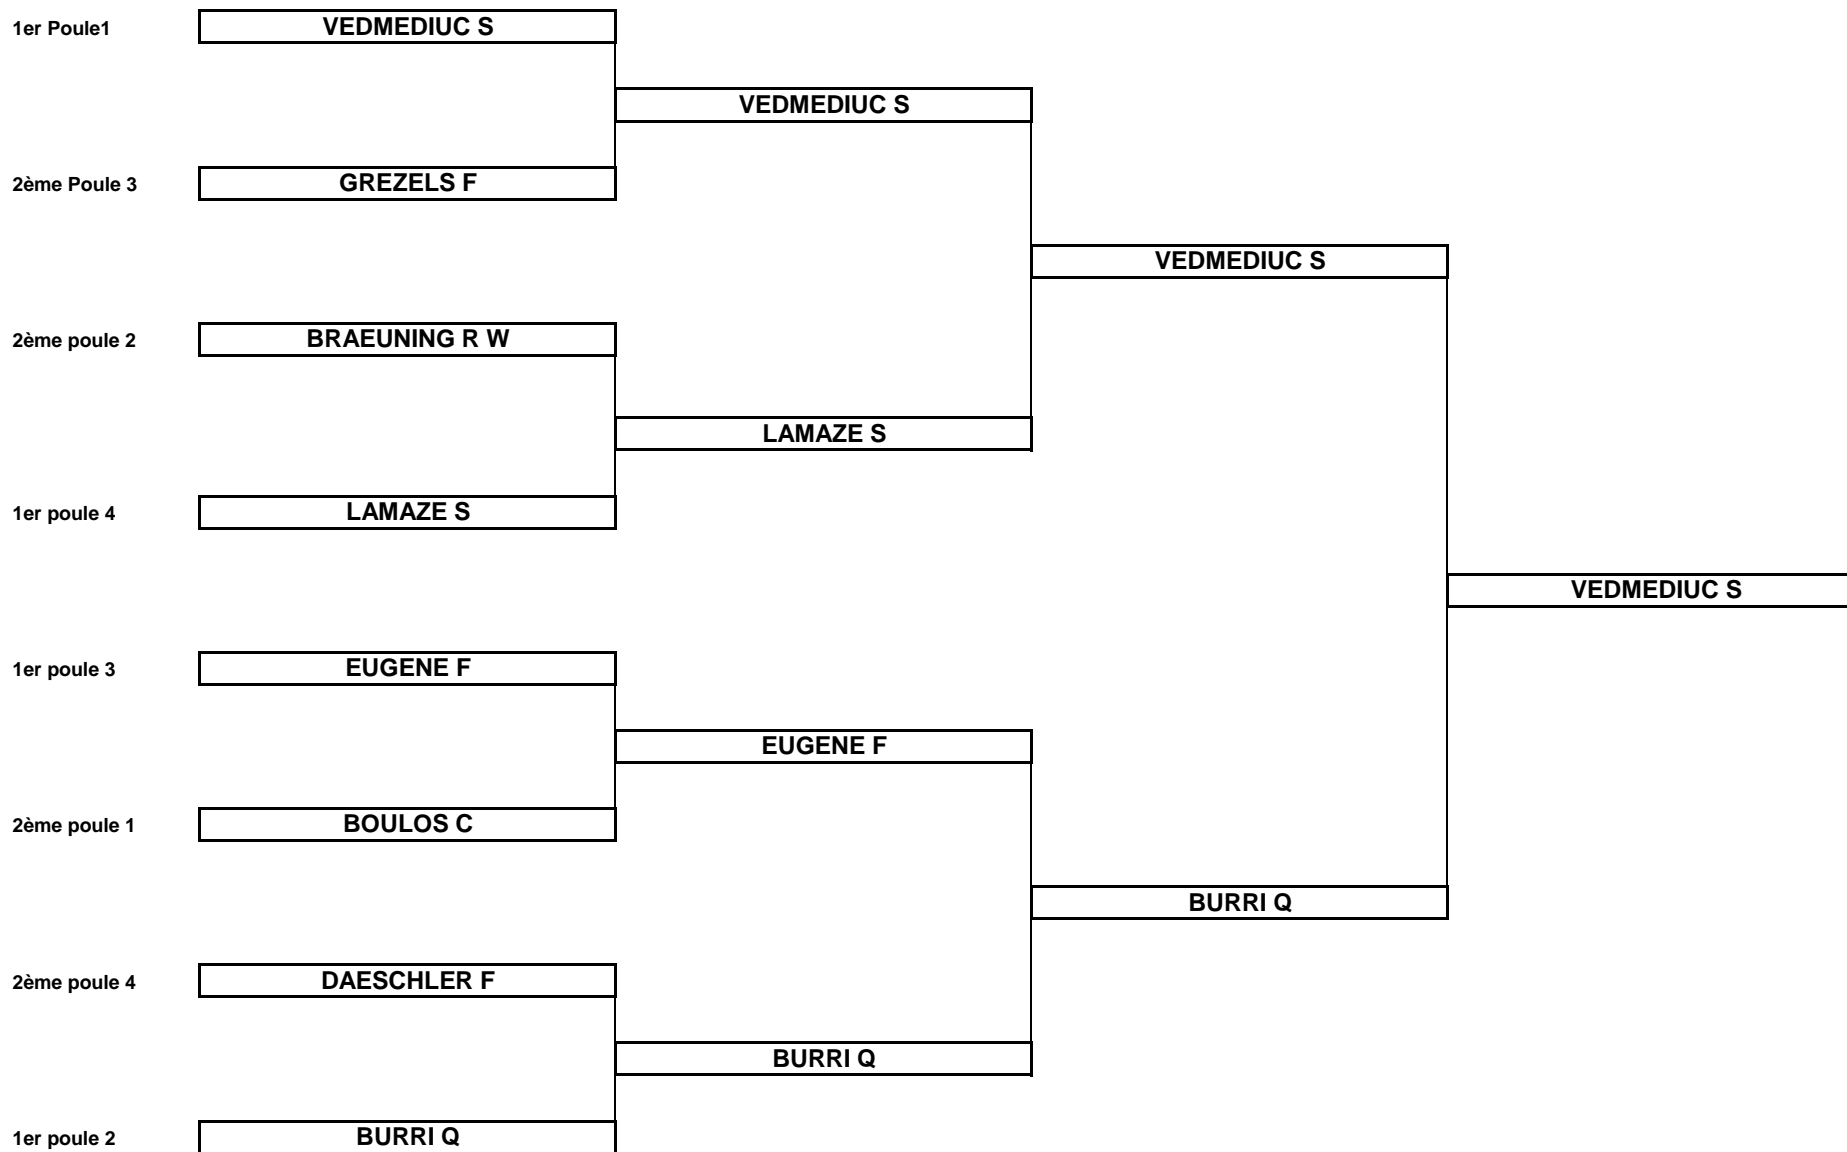 1er Poule1
VEDMEDIUC S
VEDMEDIUC S
2ème Poule 3
GREZELS F
VEDMEDIUC S
2ème poule 2
BRAEUNING R W
LAMAZE S
1er poule 4
LAMAZE S
VEDMEDIUC S
1er poule 3
EUGENE F
EUGENE F
2ème poule 1
BOULOS C
BURRI Q
2ème poule 4
DAESCHLER F
BURRI Q
1er poule 2
BURRI Q